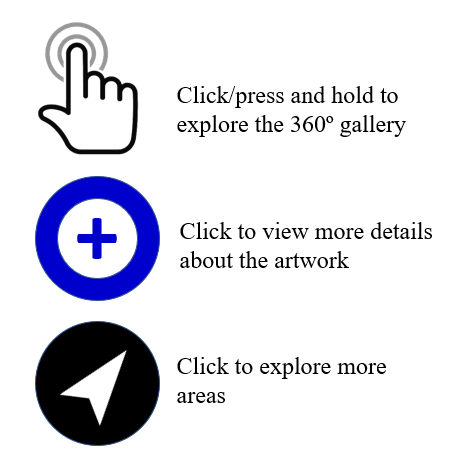 Click/press and hold to
explore the 360º gallery
Click to view more details
about the artwork
Click to explore more
areas